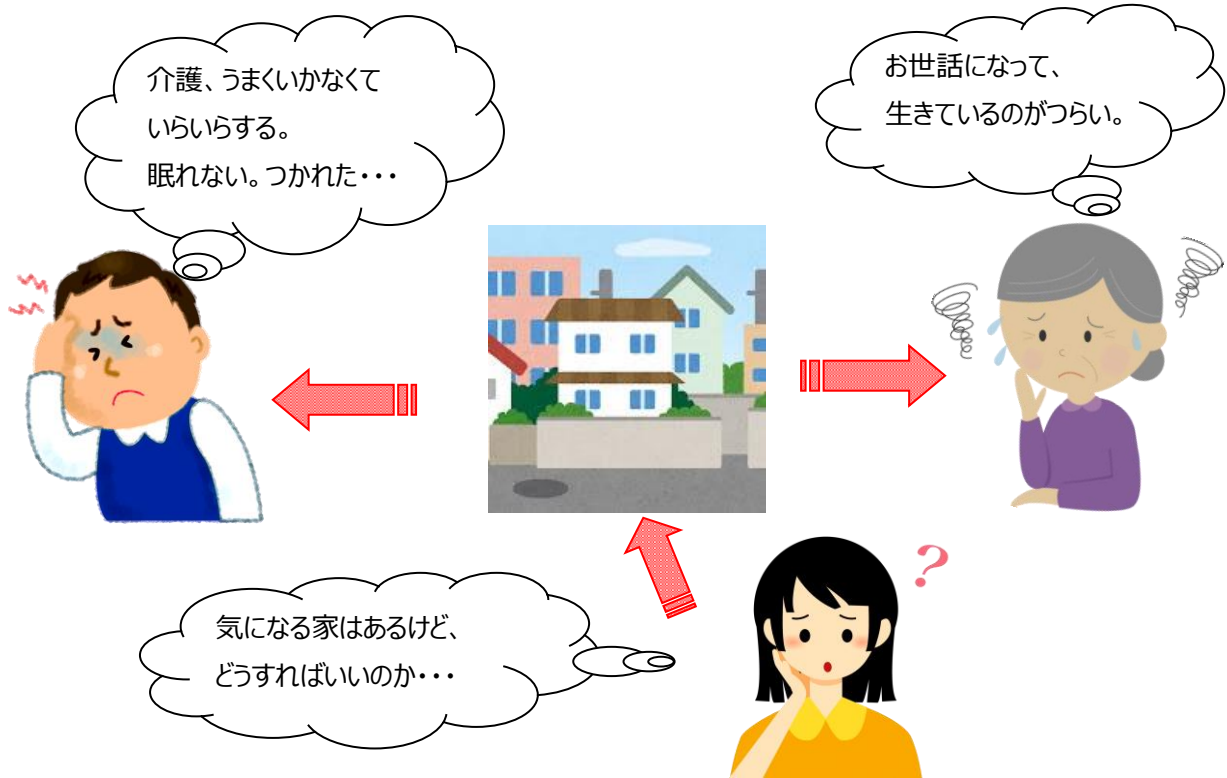 介護、うまくいかなくて
いらいらする。
眠れない。つかれた・・・
お世話になって、
生きているのがつらい。
気になる家はあるけど、
どうすればいいのか・・・
?